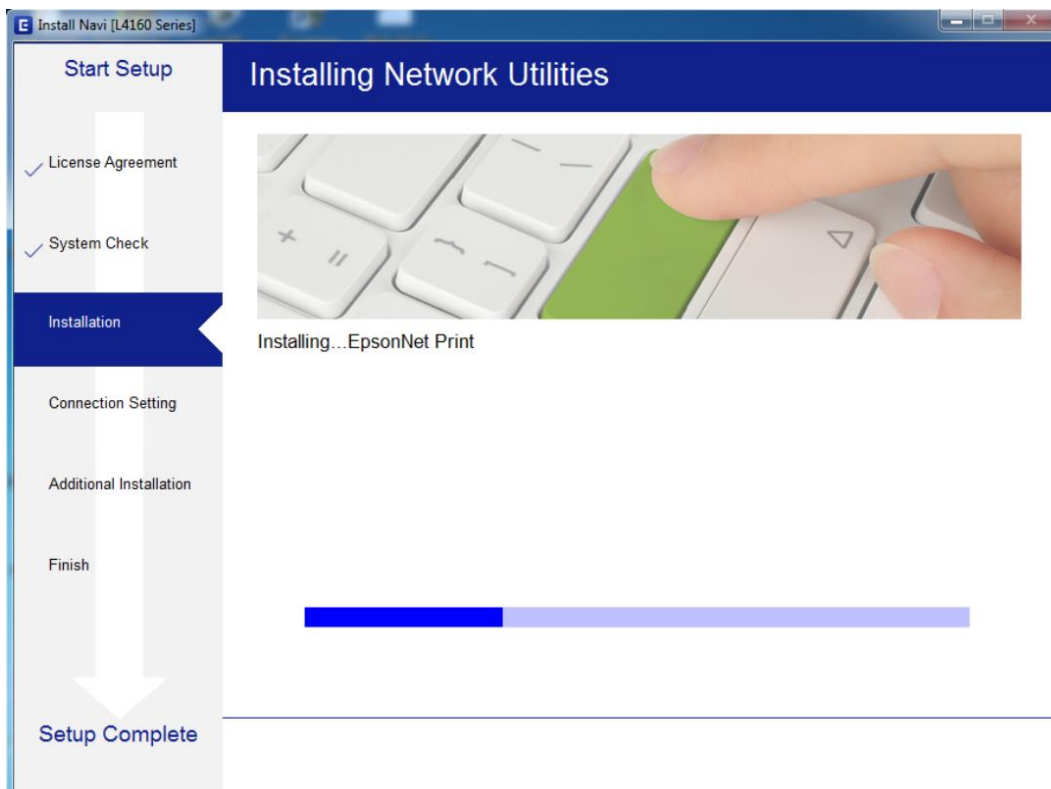 Install Navi [L4160 Series]
Start Setup
Installing Network Utilities
License Agreement
System Check
Installation
Installing...EpsonNet Print
Connection Setting
Additional Installation
Finish
Setup Complete